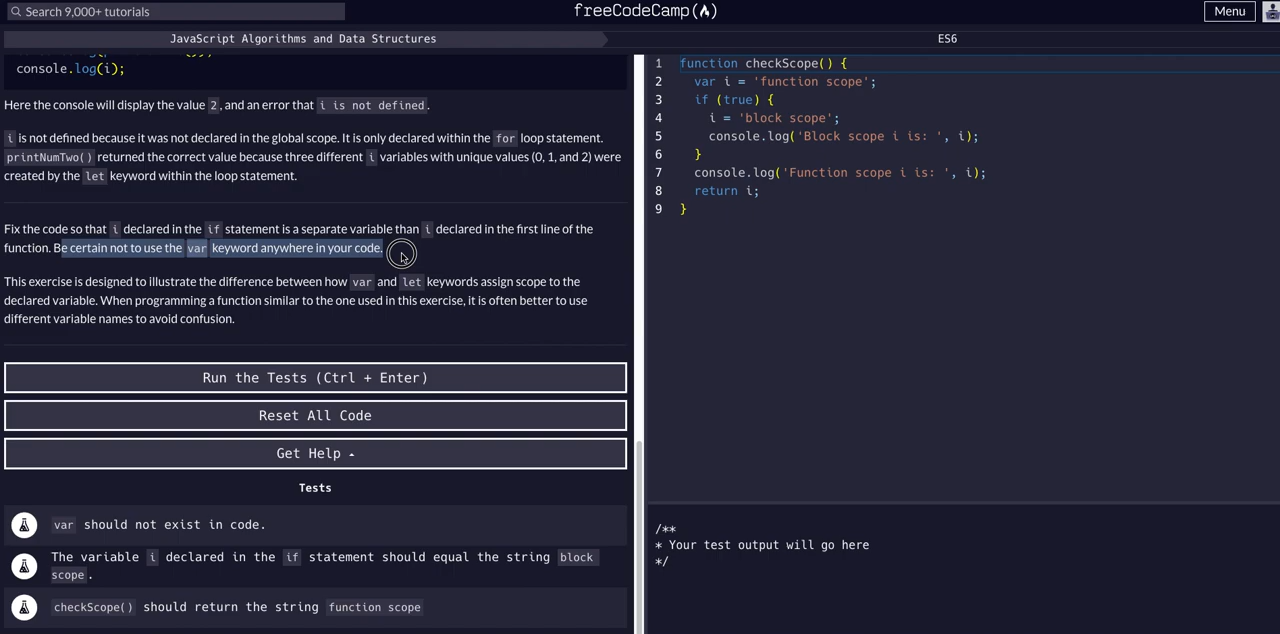 Search 9,000+ tutorials
freeCodeCamp
Menu
JavaScript Algorithms and Data Structures
ES6
console.log(i);
Here the console will display the value 2, and an error that i is not defined.
i is not defined because it was not declared in the global scope. It is only declared within the for loop statement.
printNumTwo() returned the correct value because three different i variables with unique values (0, 1, and 2) were
created by the let keyword within the loop statement.
Fix the code so that i declared in the if statement is a separate variable than i declared in the first line of the
function. Be certain not to use the var keyword anywhere in your code.
This exercise is designed to illustrate the difference between how var and let keywords assign scope to the
declared variable. When programming a function similar to the one used in this exercise, it is often better to use
different variable names to avoid confusion.
Run the Tests (Ctrl + Enter)
Reset All Code
Get Help
Tests
var should not exist in code.
The variable i declared in the if statement should equal the string block
scope.
checkScope() should return the string function scope
1 function checkScope() {
2 var i = 'function scope';
3 if (true) {
4 i = 'block scope';
5 console.log('Block scope i is: ', i);
6 }
7 console.log('Function scope i is: ', i);
8 return i;
9 }
/**
* Your test output will go here
*/